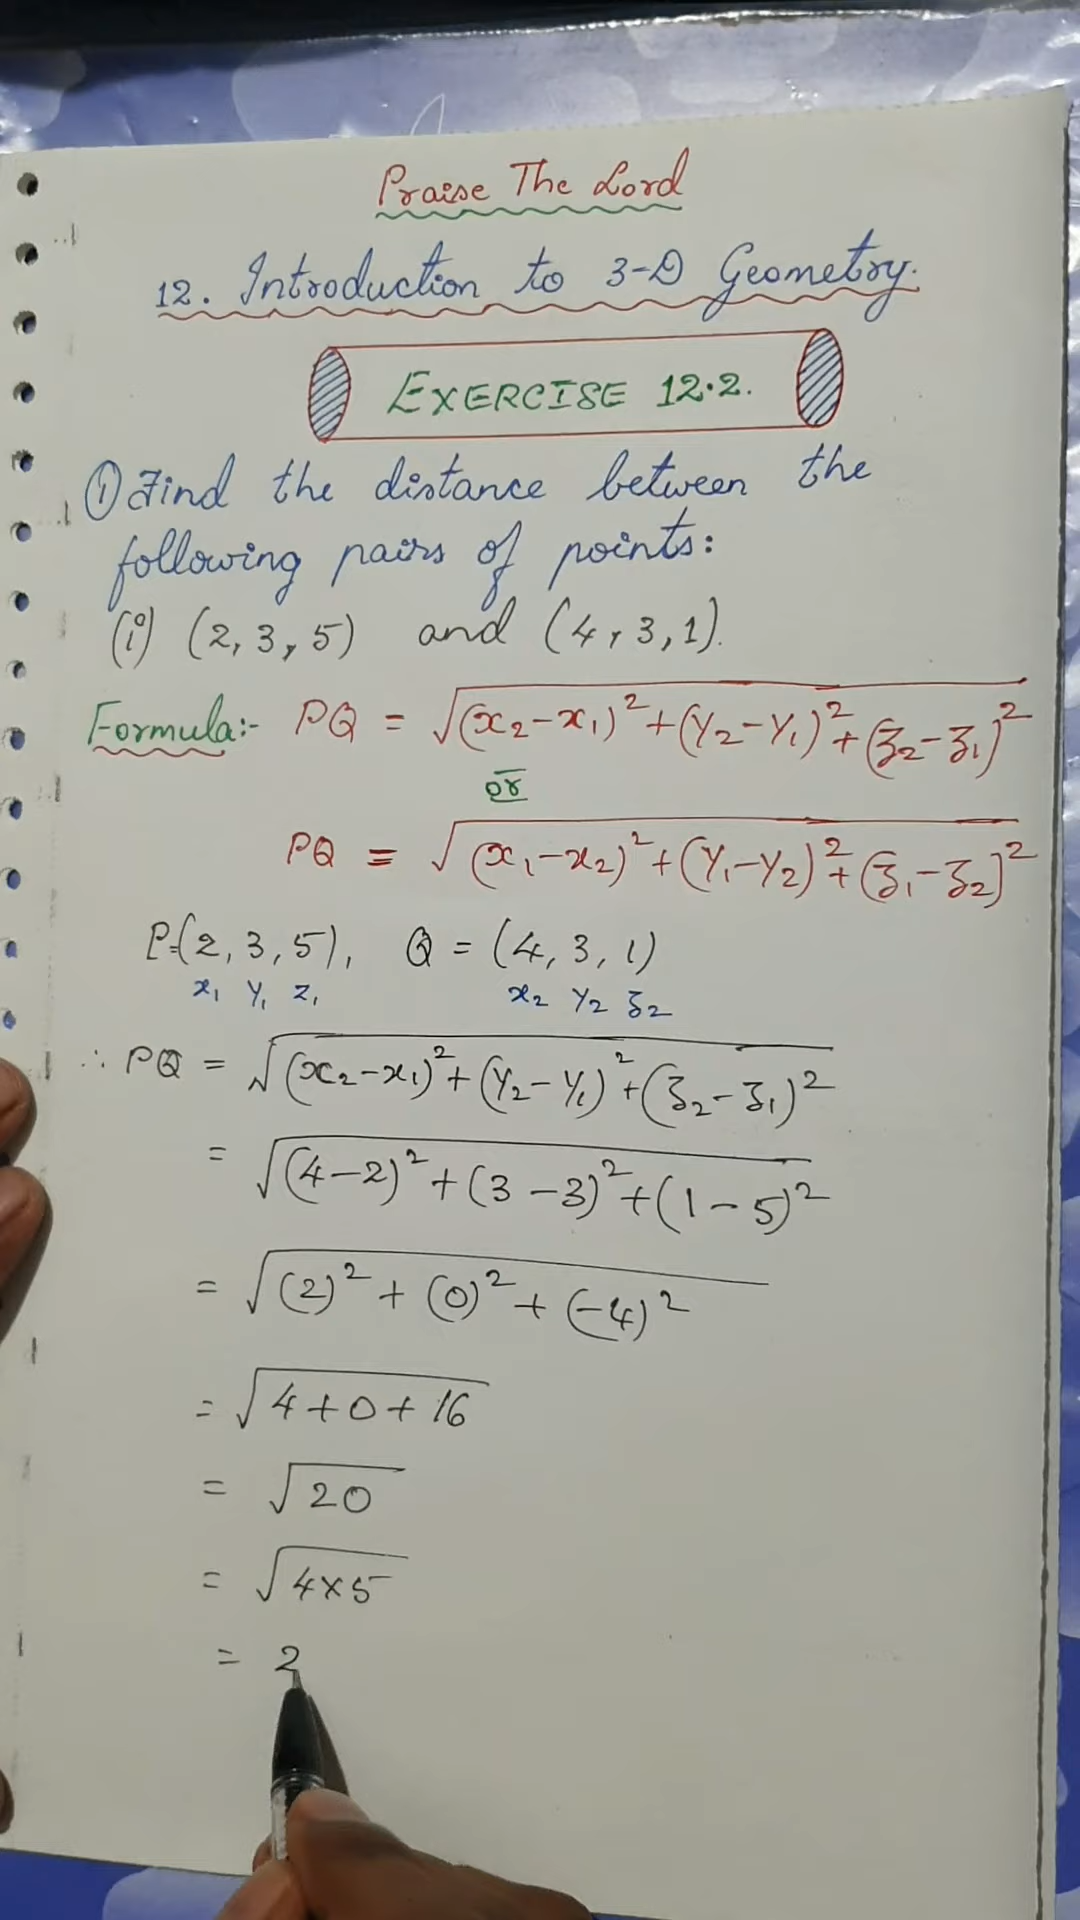 Praise The Lord
12. Introduction to 3-D Geometry.
EXERCISE 12.2.
① Find the distance between the
following pairs of points:
(i) (2, 3, 5) and (4, 3, 1).
Formula:- PQ = √(x₂-x₁)²+(y₂-y₁)²+(z₂-z₁)²
or
PQ = √(x₁-x₂)²+(y₁-y₂)²+(z₁-z₂)²
P=(2, 3, 5), Q = (4, 3, 1)
x₁ y₁ z₁ x₂ y₂ z₂
∴ PQ = √(x₂-x₁)²+(y₂-y₁)²+(z₂-z₁)²
= √(4-2)²+(3-3)²+(1-5)²
= √(2)²+(0)²+(-4)²
= √4+0+16
= √20
= √4×5
= 2